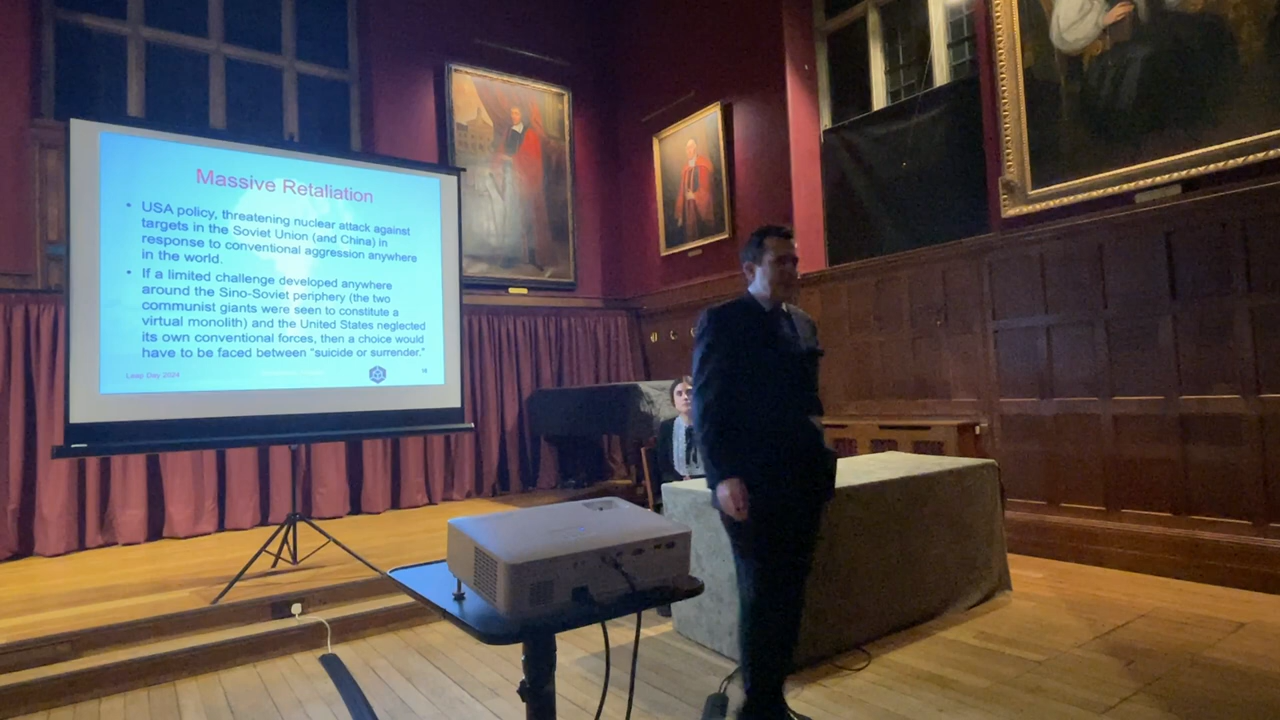 Massive Retaliation
• USA policy, threatening nuclear attack against
targets in the Soviet Union (and China) in
response to conventional aggression anywhere
in the world.
• If a limited challenge developed anywhere
around the Sino-Soviet periphery (the two
communist giants were seen to constitute a
virtual monolith) and the United States neglected
its own conventional forces, then a choice would
have to be faced between “suicide or surrender.”
Leap Day 2024